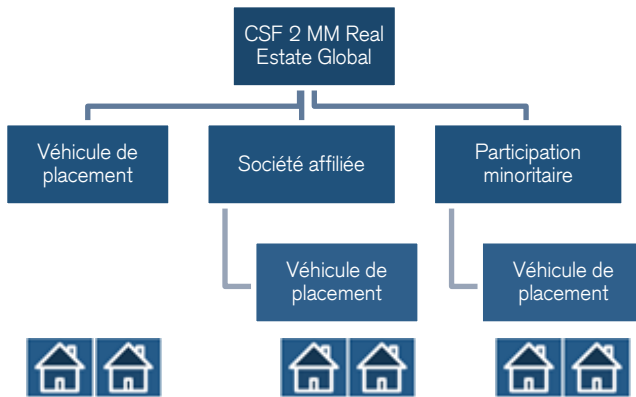 CSF 2 MM Real
Estate Global
Véhicule de
placement
Société affiliée
Participation
minoritaire
Véhicule de
placement
Véhicule de
placement